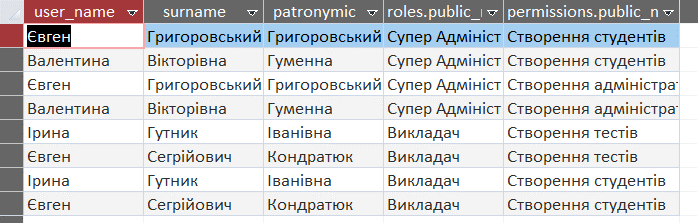 user_name surname patronymic roles.public_ permissions.public_n
Євген Григоровський Григоровський Супер Адмініст Створення студентів
Валентина Вікторівна Гуменна Супер Адмініст Створення студентів
Євген Григоровський Григоровський Супер Адмініст Створення адміністра
Валентина Вікторівна Гуменна Супер Адмініст Створення адміністра
Ірина Гутник Іванівна Викладач Створення тестів
Євген Сегрійович Кондратюк Викладач Створення тестів
Ірина Гутник Іванівна Викладач Створення студентів
Євген Сегрійович Кондратюк Викладач Створення студентів